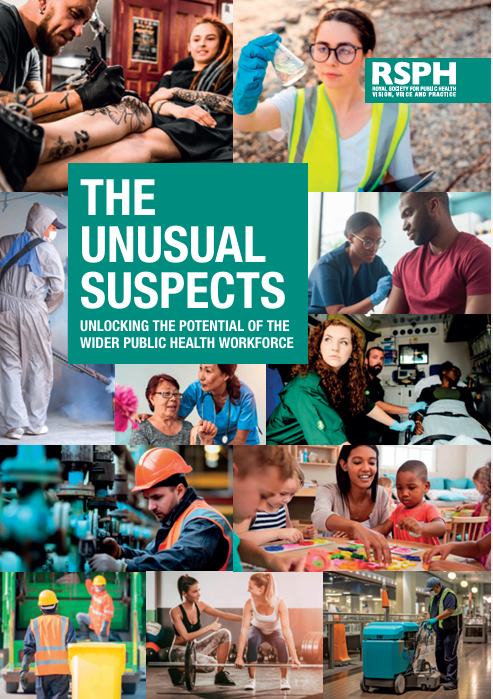 RSPH
ROYAL SOCIETY FOR PUBLIC HEALTH
VISION, VOICE AND PRACTICE
THE
UNUSUAL
SUSPECTS
UNLOCKING THE POTENTIAL OF THE
WIDER PUBLIC HEALTH WORKFORCE